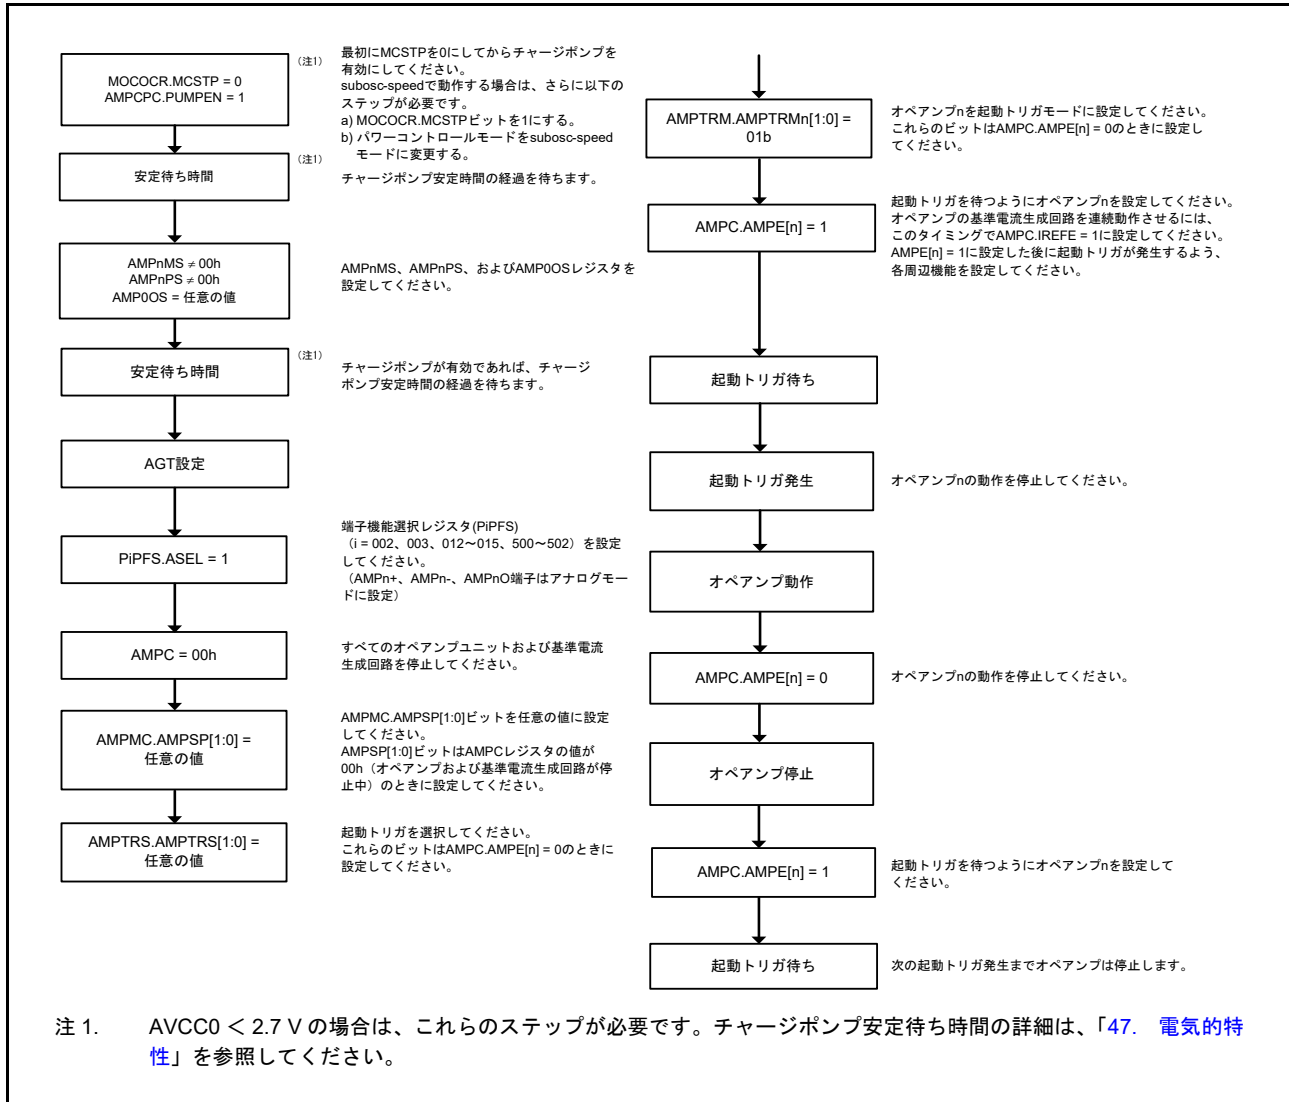 MOCOCR.MCSTP = 0
AMPCPC.PUMPEN = 1
（注1）
最初にMCSTPを0にしてからチャージポンプを
有効にしてください。
subosc-speedで動作する場合は、さらに以下の
ステップが必要です。
a) MOCOCR.MCSTPビットを1にする。
b) パワーコントロールモードをsubosc-speed
モードに変更する。
安定待ち時間
（注1）
チャージポンプ安定時間の経過を待ちます。
AMPnMS ≠ 00h
AMPnPS ≠ 00h
AMP0OS = 任意の値
AMPnMS、AMPnPS、およびAMP0OSレジスタを
設定してください。
安定待ち時間
（注1）
チャージポンプが有効であれば、チャージ
ポンプ安定時間の経過を待ちます。
AGT設定
PiPFS.ASEL = 1
端子機能選択レジスタ(PiPFS)
（i = 002、003、012～015、500～502）を設定
してください。
（AMPn+、AMPn-、AMPnO端子はアナログモー
ドに設定）
AMPC = 00h
すべてのオペアンプユニットおよび基準電流
生成回路を停止してください。
AMPMC.AMPSP[1:0] =
任意の値
AMPMC.AMPSP[1:0]ビットを任意の値に設定
してください。
AMPSP[1:0]ビットはAMPCレジスタの値が
00h（オペアンプおよび基準電流生成回路が停
止中）のときに設定してください。
AMPTRS.AMPTRS[1:0] =
任意の値
起動トリガを選択してください。
これらのビットはAMPC.AMPE[n] = 0のときに
設定してください。
AMPTRM.AMPTRMn[1:0] =
01b
オペアンプnを起動トリガモードに設定してください。
これらのビットはAMPC.AMPE[n] = 0のときに設定し
てください。
AMPC.AMPE[n] = 1
起動トリガを待つようにオペアンプnを設定してください。
オペアンプの基準電流生成回路を連続動作させるには、
このタイミングでAMPC.IREFE = 1に設定してください。
AMPE[n] = 1に設定した後に起動トリガが発生するよう、
各周辺機能を設定してください。
起動トリガ待ち
起動トリガ発生
オペアンプnの動作を停止してください。
オペアンプ動作
AMPC.AMPE[n] = 0
オペアンプnの動作を停止してください。
オペアンプ停止
AMPC.AMPE[n] = 1
起動トリガを待つようにオペアンプnを設定して
ください。
起動トリガ待ち
次の起動トリガ発生までオペアンプは停止します。
注 1. AVCC0 ＜ 2.7 V の場合は、これらのステップが必要です。チャージポンプ安定待ち時間の詳細は、「47. 電気的特
性」を参照してください。